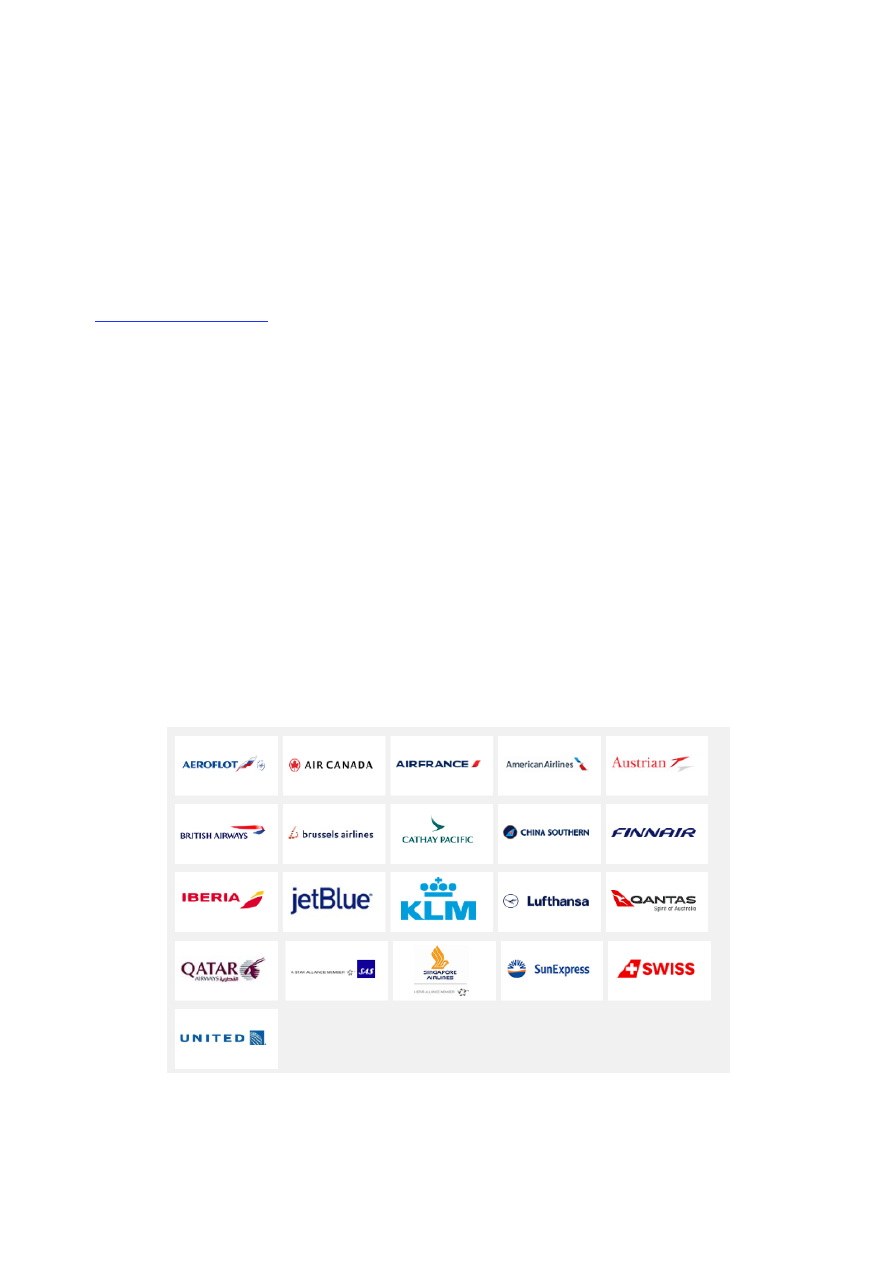 AEROFLOT
AIR CANADA
AIRFRANCE
American Airlines
Austrian
BRITISH AIRWAYS
brussels airlines
CATHAY PACIFIC
CHINA SOUTHERN
FINNAIR
IBERIA
jetBlue
KLM
Lufthansa
QANTAS
Spirit of Australia
QATAR
AIRWAYS القطرية
A STAR ALLIANCE MEMBER
SAS
SINGAPORE
AIRLINES
A STAR ALLIANCE MEMBER
SunExpress
SWISS
UNITED